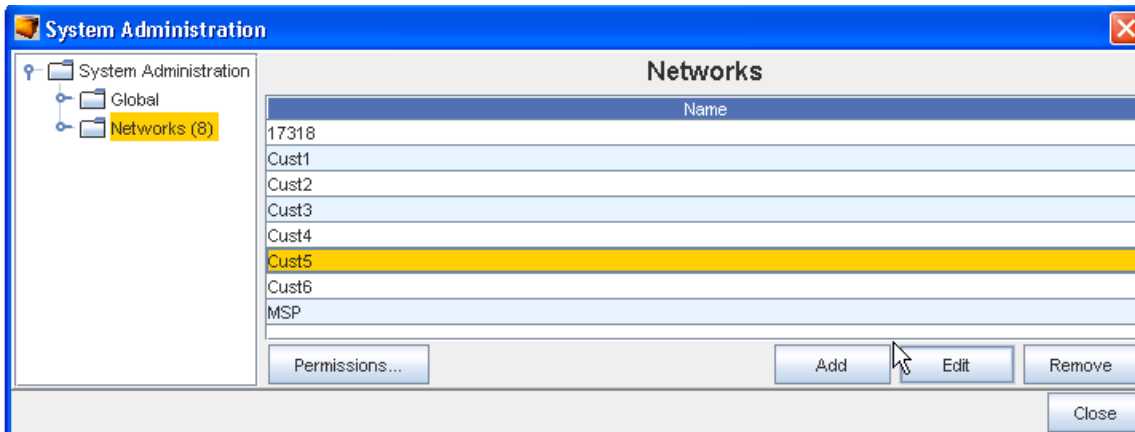 System Administration
System Administration
Global
Networks (8)
Networks
Name
17318
Cust1
Cust2
Cust3
Cust4
Cust5
Cust6
MSP
Permissions...
Add
Edit
Remove
Close